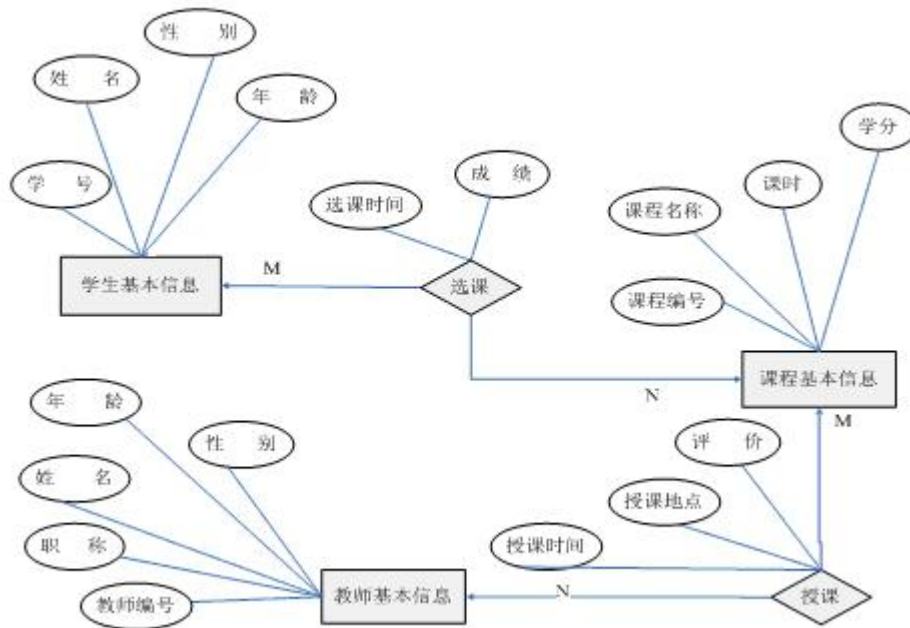 性 别
姓 名
年 龄
学 号
学生基本信息
M
选课时间
成 绩
选课
N
学分
课时
课程名称
课程编号
课程基本信息
M
年 龄
性 别
姓 名
职 称
教师编号
教师基本信息
N
评 价
授课地点
授课时间
授课